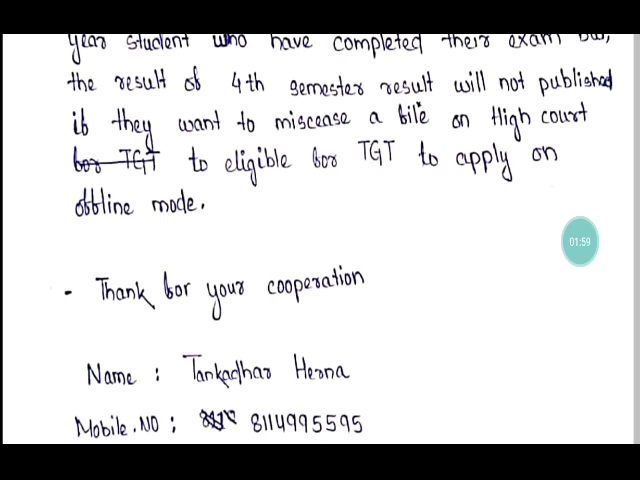 year student who have completed their exam but,
the result of 4th semester result will not published
if they want to miscease a file on High court
for TGT to eligible for TGT to apply on
offline mode.
01:59
- Thank for your cooperation
Name : Tankadhar Herna
Mobile.NO : 8114995595